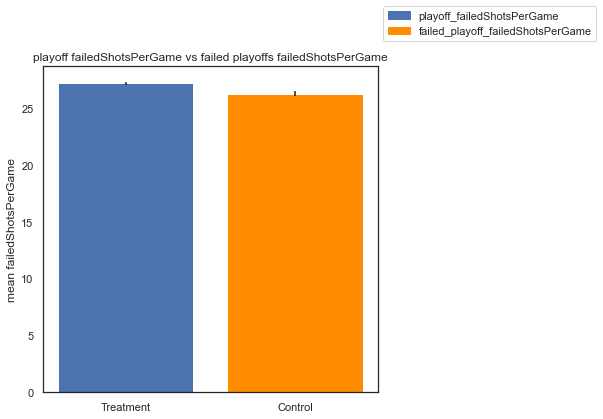 playoff_failedShotsPerGame
failed_playoff_failedShotsPerGame
playoff failedShotsPerGame vs failed playoffs failedShotsPerGame
mean failedShotsPerGame
25
20
15
10
5
0
Treatment
Control